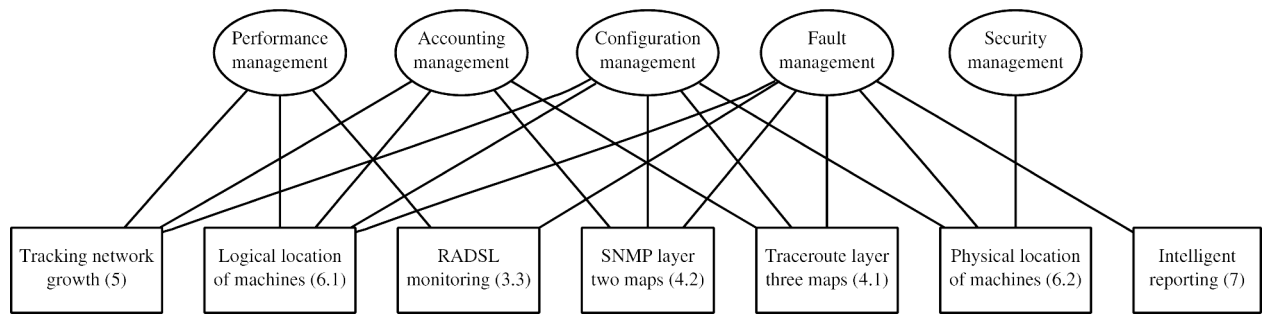 Performance
management
Accounting
management
Configuration
management
Fault
management
Security
management
Tracking network
growth (5)
Logical location
of machines (6.1)
RADSL
monitoring (3.3)
SNMP layer
two maps (4.2)
Traceroute layer
three maps (4.1)
Physical location
of machines (6.2)
Intelligent
reporting (7)